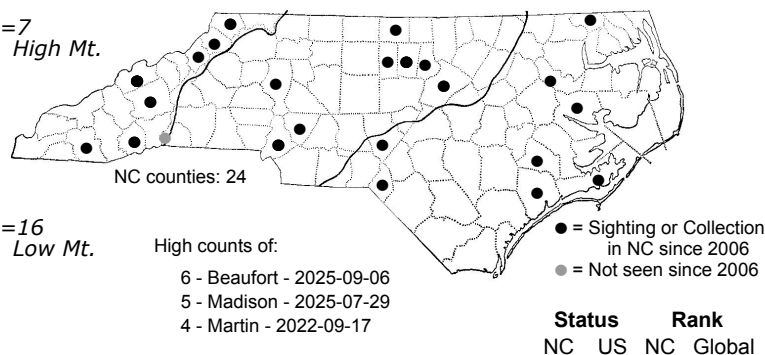 =7
High Mt.
NC counties: 24
=16
Low Mt.
High counts of:
6 - Beaufort - 2025-09-06
5 - Madison - 2025-07-29
4 - Martin - 2022-09-17
● = Sighting or Collection
in NC since 2006
● = Not seen since 2006
Status Rank
NC US NC Global